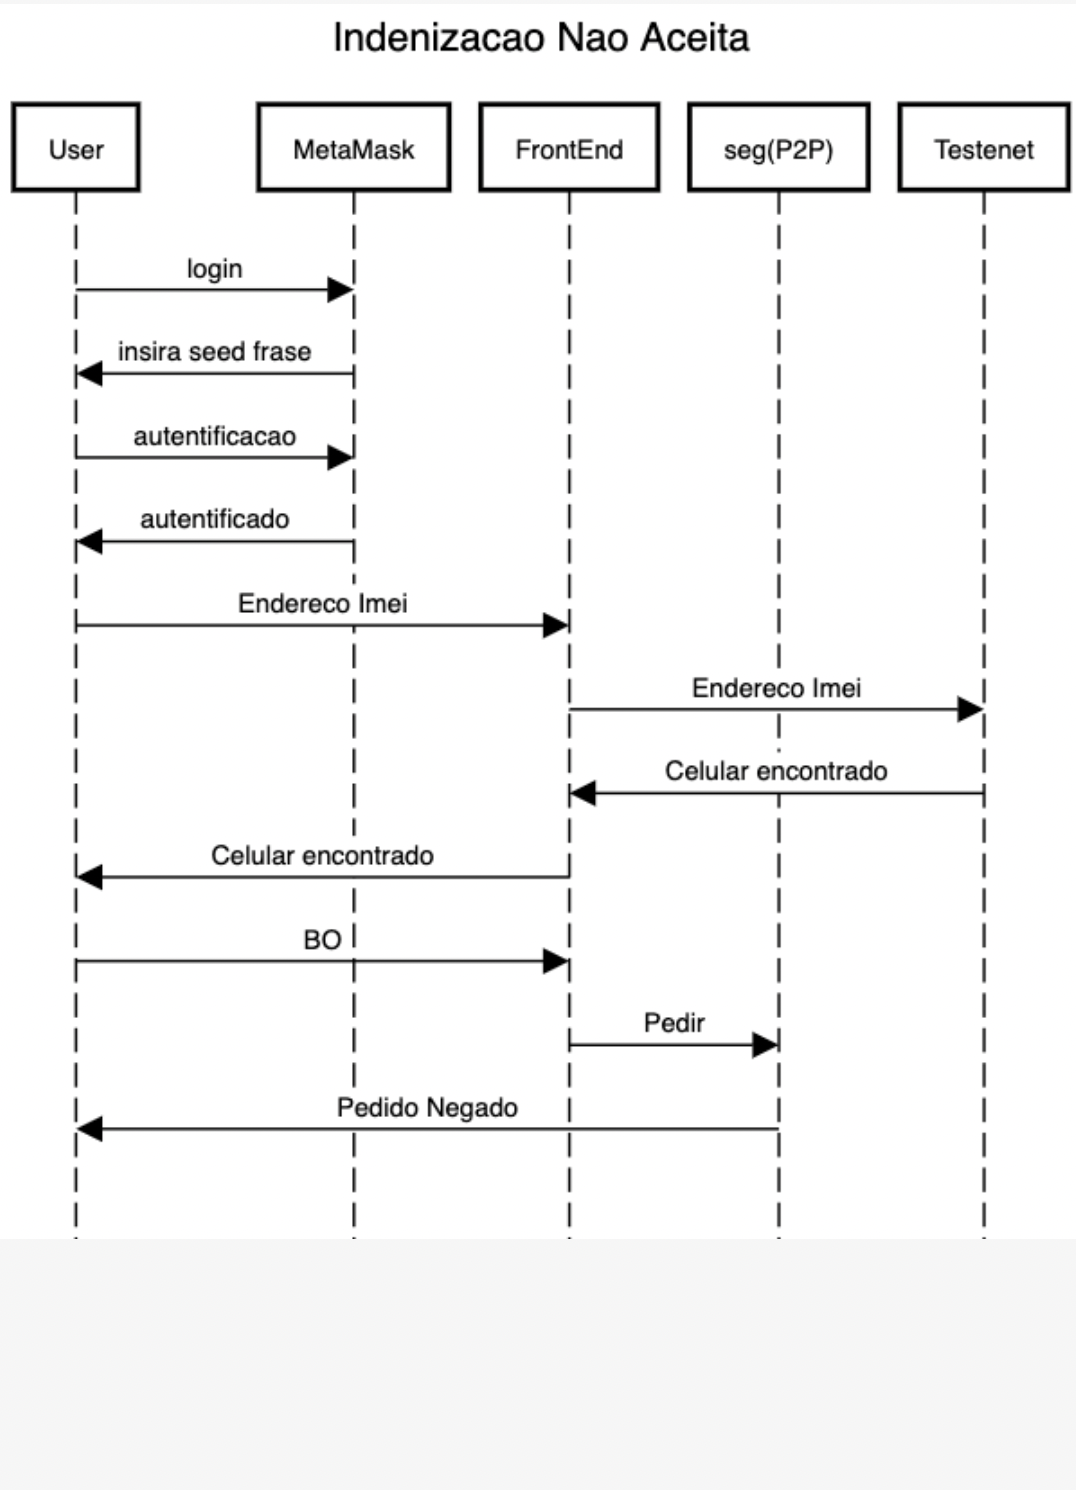 Indenizacao Nao Aceita
User
MetaMask
FrontEnd
seg(P2P)
Testenet
login
insira seed frase
autentificacao
autentificado
Endereco Imei
Endereco Imei
Celular encontrado
Celular encontrado
BO
Pedir
Pedido Negado